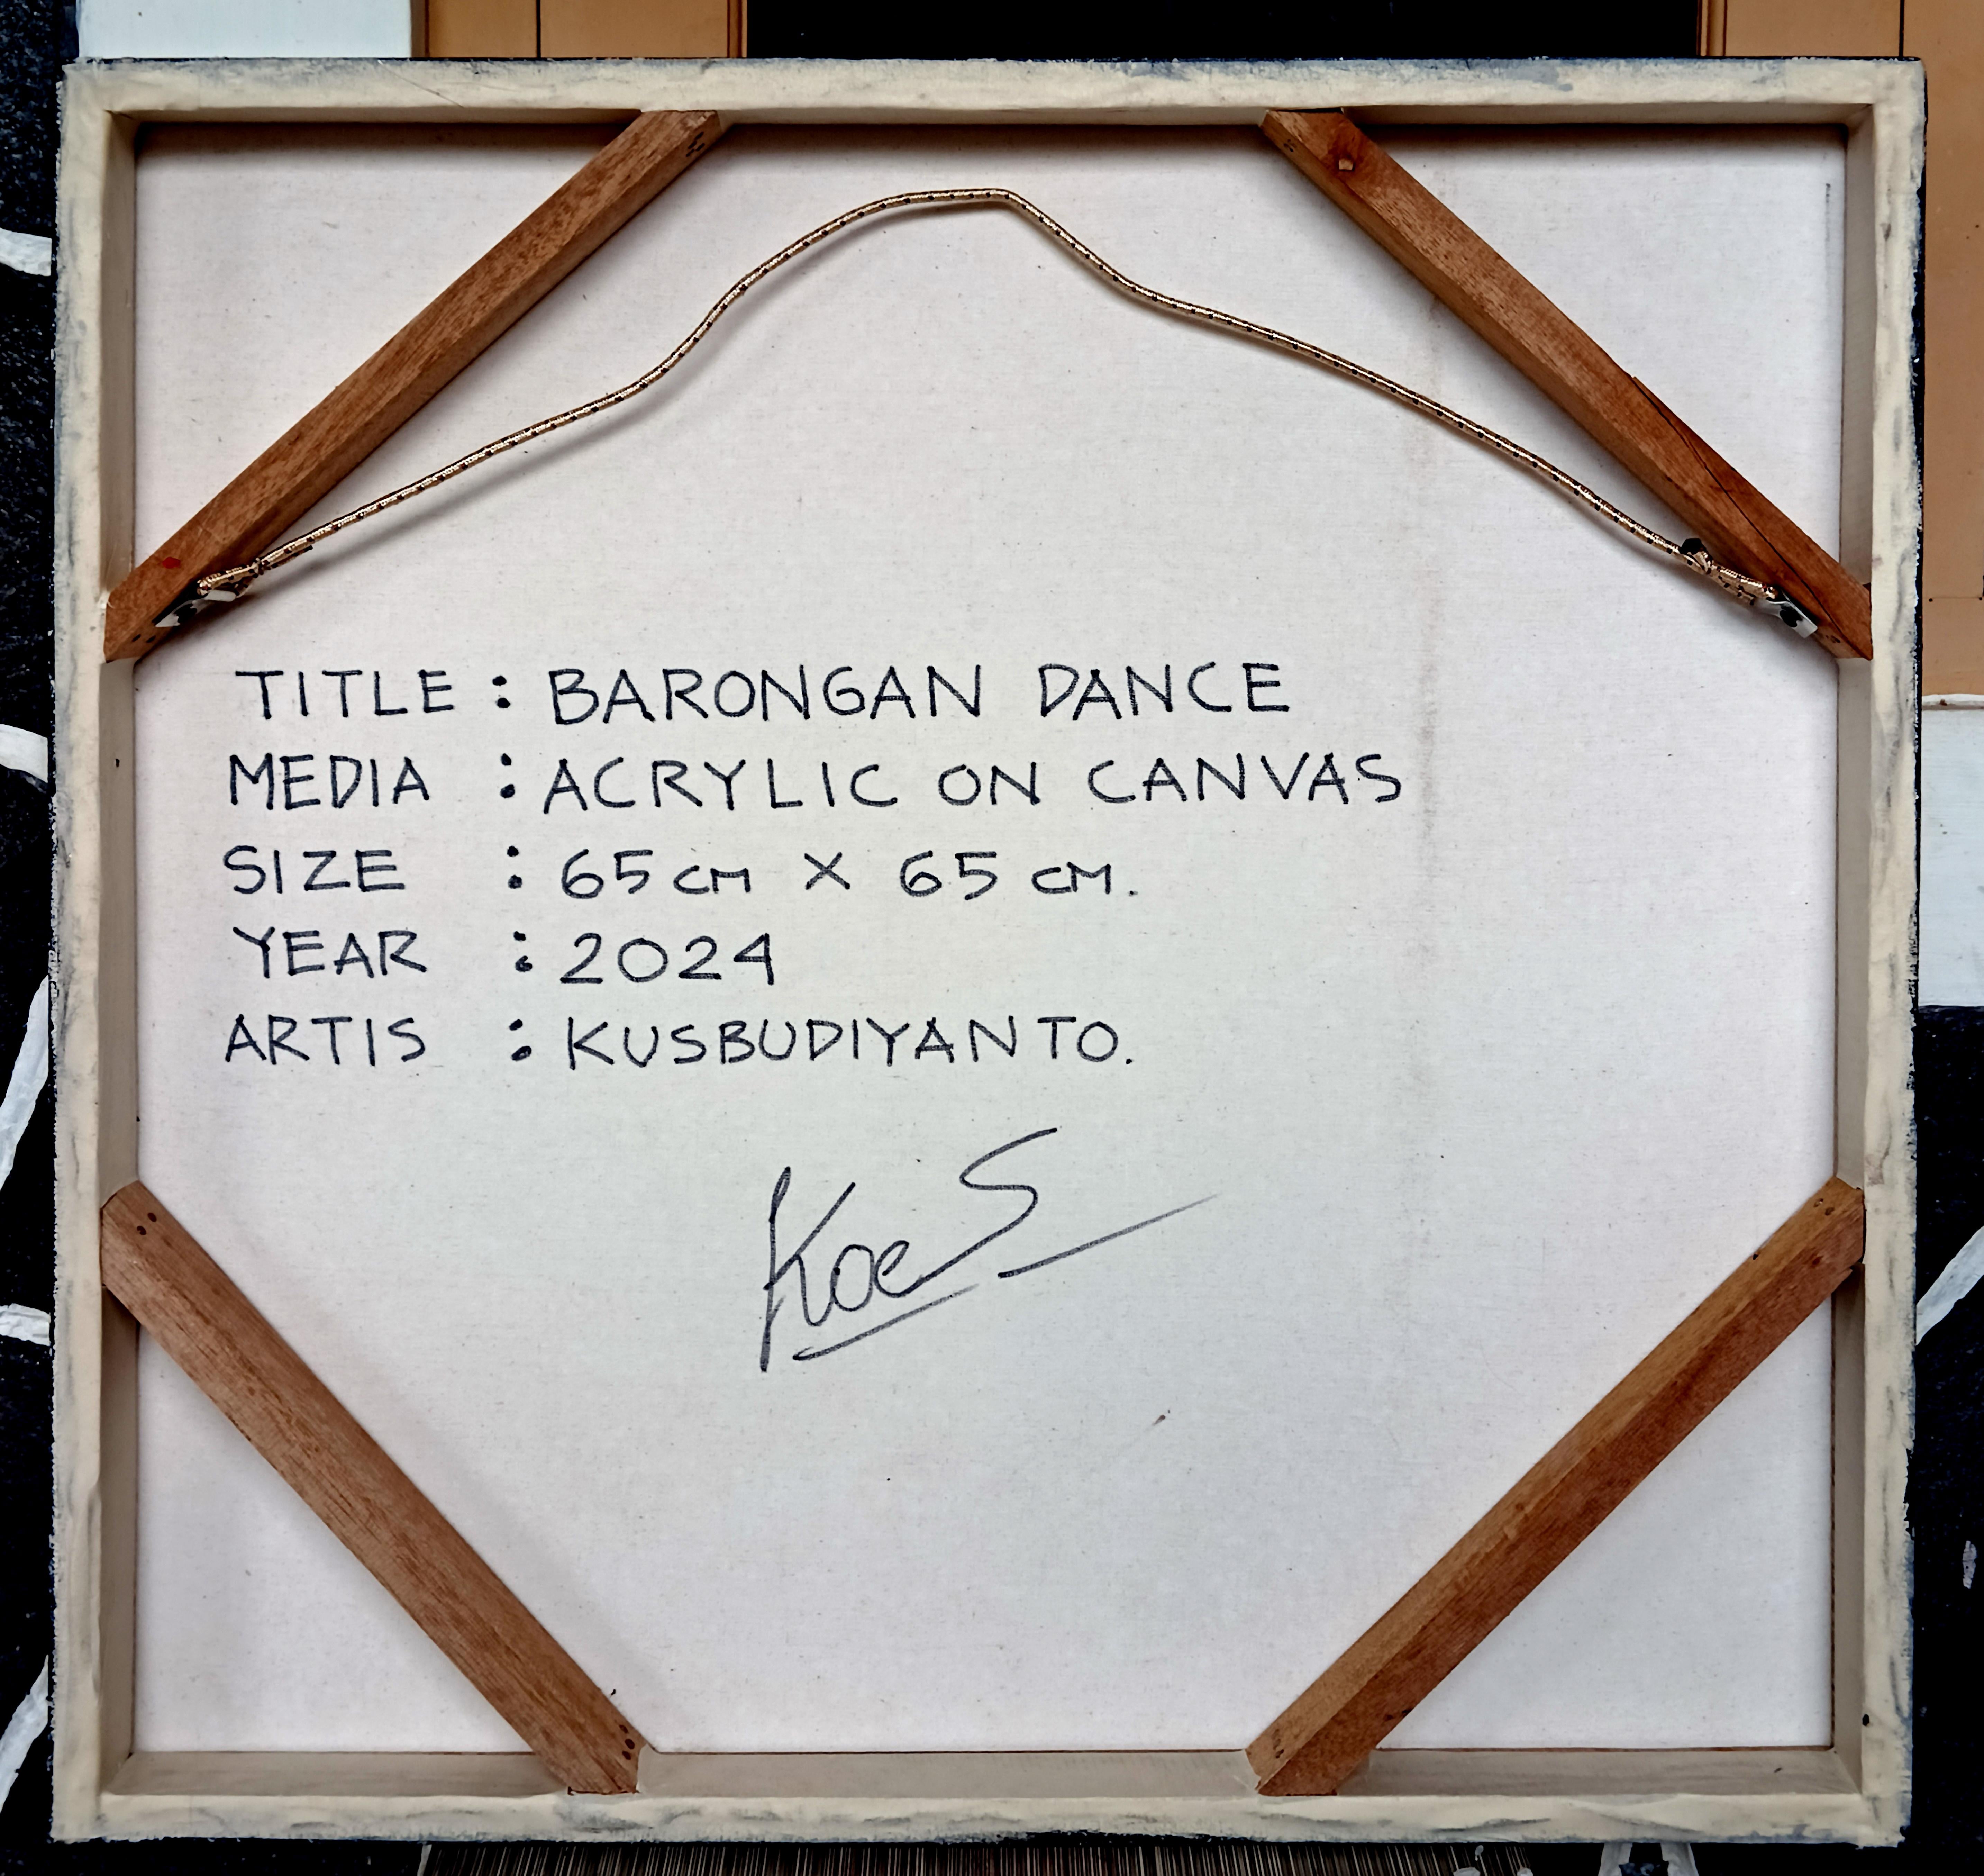 TITLE : BARONGAN DANCE
MEDIA : ACRYLIC ON CANVAS
SIZE : 65 CM X 65 CM.
YEAR : 2024
ARTIS : KUSBUDIYANTO.
KoeS